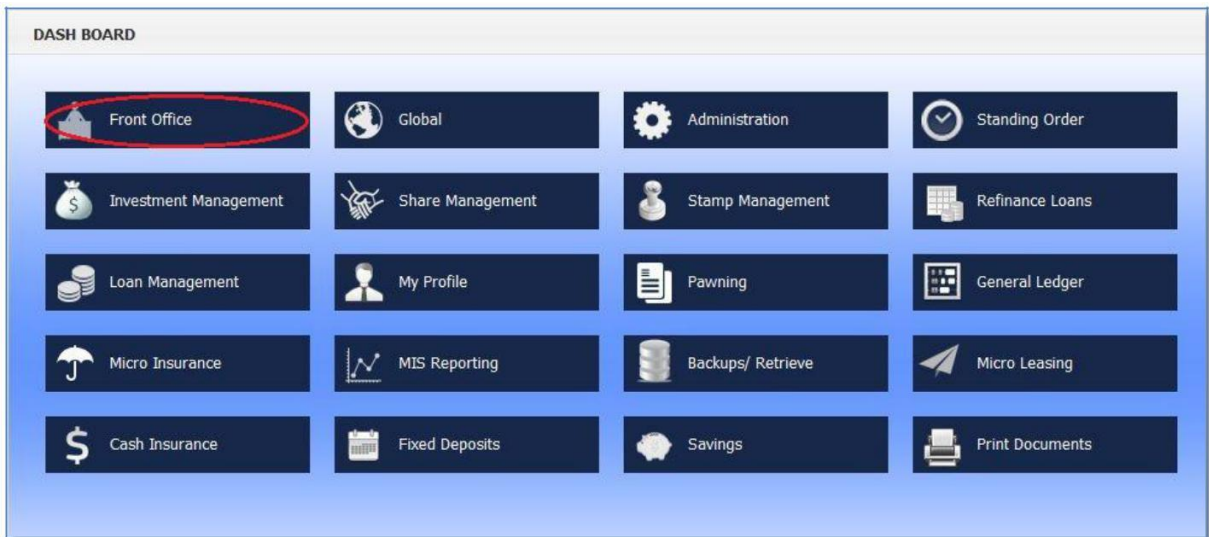 DASH BOARD
Front Office
Global
Administration
Standing Order
Investment Management
Share Management
Stamp Management
Refinance Loans
Loan Management
My Profile
Pawning
General Ledger
Micro Insurance
MIS Reporting
Backups/ Retrieve
Micro Leasing
Cash Insurance
Fixed Deposits
Savings
Print Documents